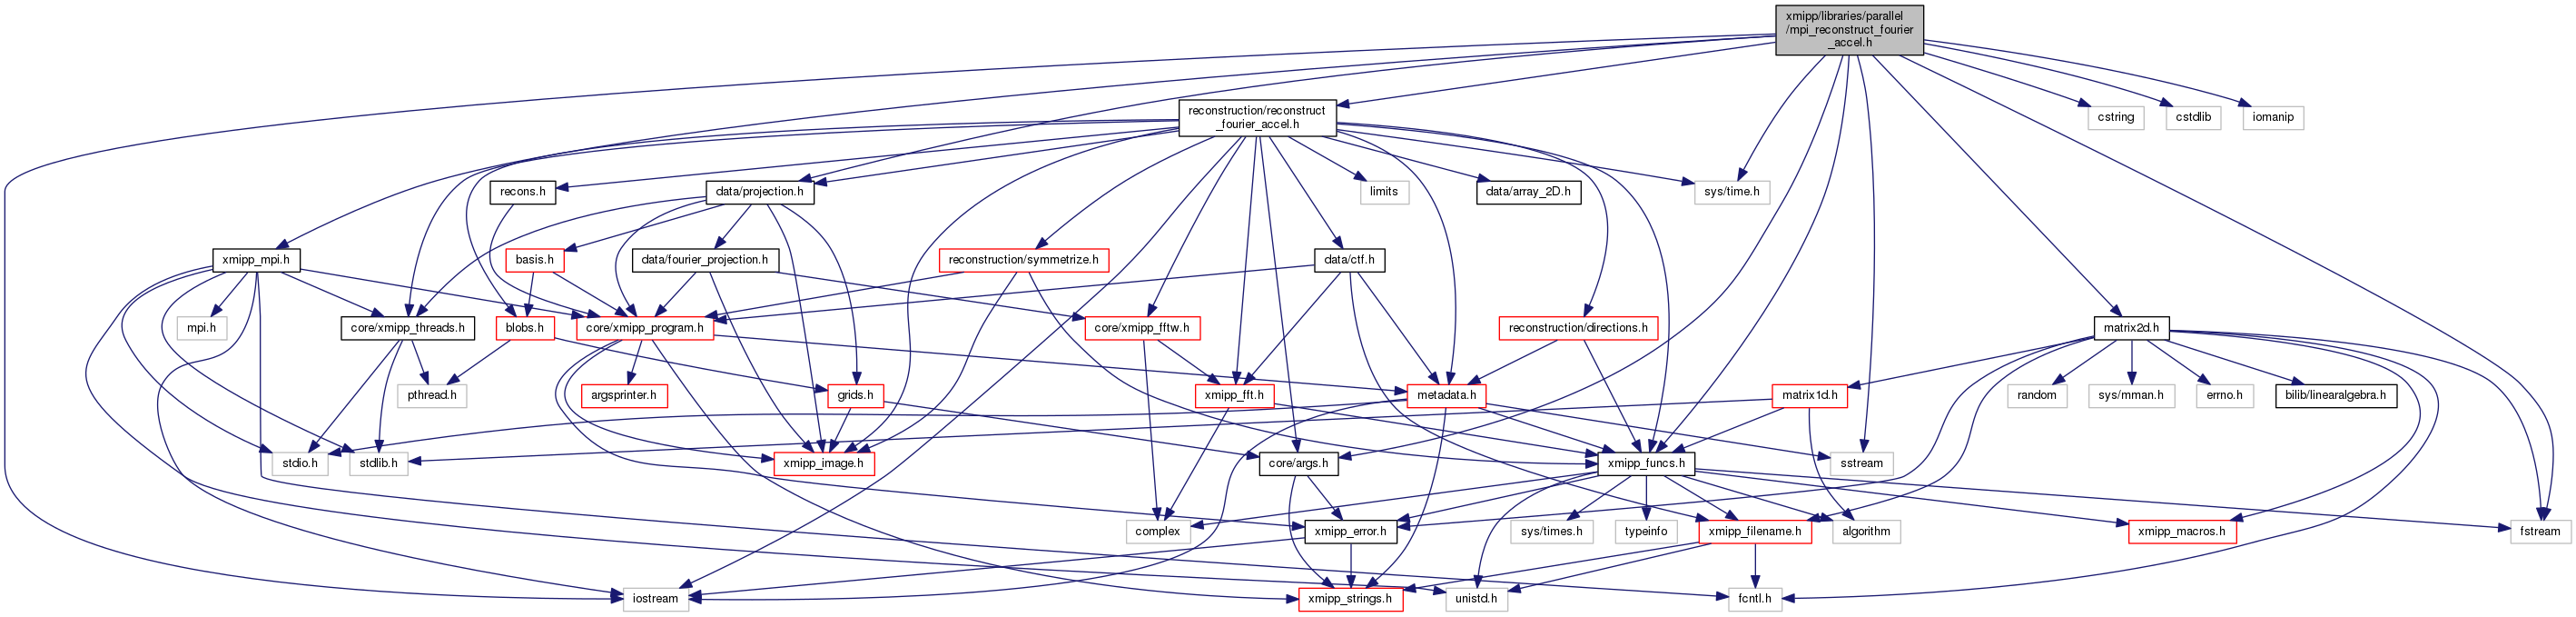 xmipp/libraries/parallel
/mpi_reconstruct_fourier
_accel.h
reconstruction/reconstruct
_fourier_accel.h
cstring
cstdlib
iomanip
recons.h
data/projection.h
limits
data/array_2D.h
sys/time.h
xmipp_mpi.h
basis.h
data/fourier_projection.h
reconstruction/symmetrize.h
data/ctf.h
mpi.h
core/xmipp_threads.h
blobs.h
core/xmipp_program.h
core/xmipp_fftw.h
reconstruction/directions.h
matrix2d.h
pthread.h
argsprinter.h
grids.h
xmipp_fft.h
metadata.h
matrix1d.h
random
sys/mman.h
errno.h
bilib/linearalgebra.h
stdio.h
stdlib.h
xmipp_image.h
core/args.h
xmipp_funcs.h
sstream
complex
xmipp_error.h
sys/times.h
typeinfo
xmipp_filename.h
algorithm
xmipp_macros.h
fstream
iostream
xmipp_strings.h
unistd.h
fcntl.h